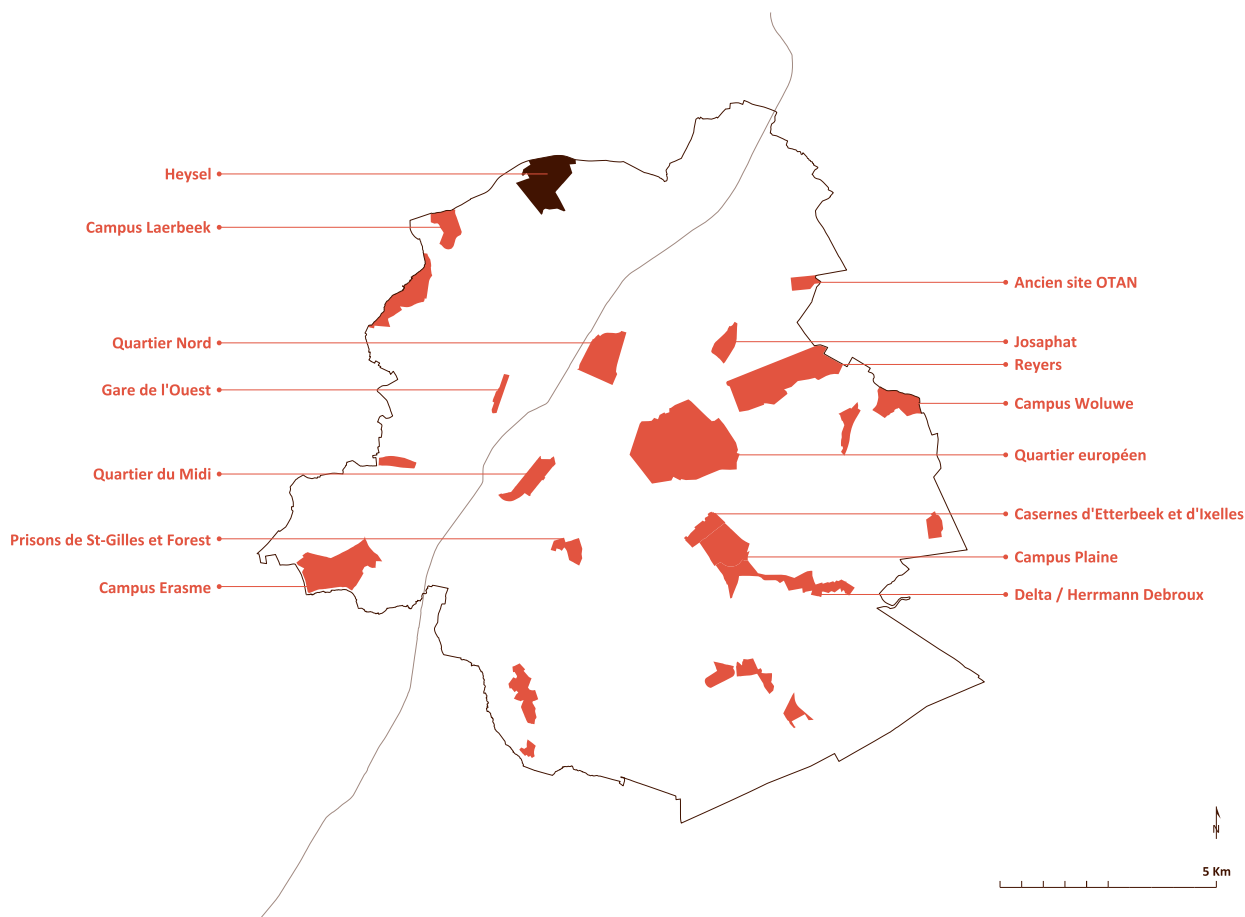 Heysel
Campus Laerbeek
Ancien site OTAN
Quartier Nord
Josaphat
Reyers
Gare de l'Ouest
Campus Woluwe
Quartier européen
Quartier du Midi
Casernes d'Etterbeek et d'Ixelles
Prisons de St-Gilles et Forest
Campus Plaine
Campus Erasme
Delta / Herrmann Debroux
N
5 Km